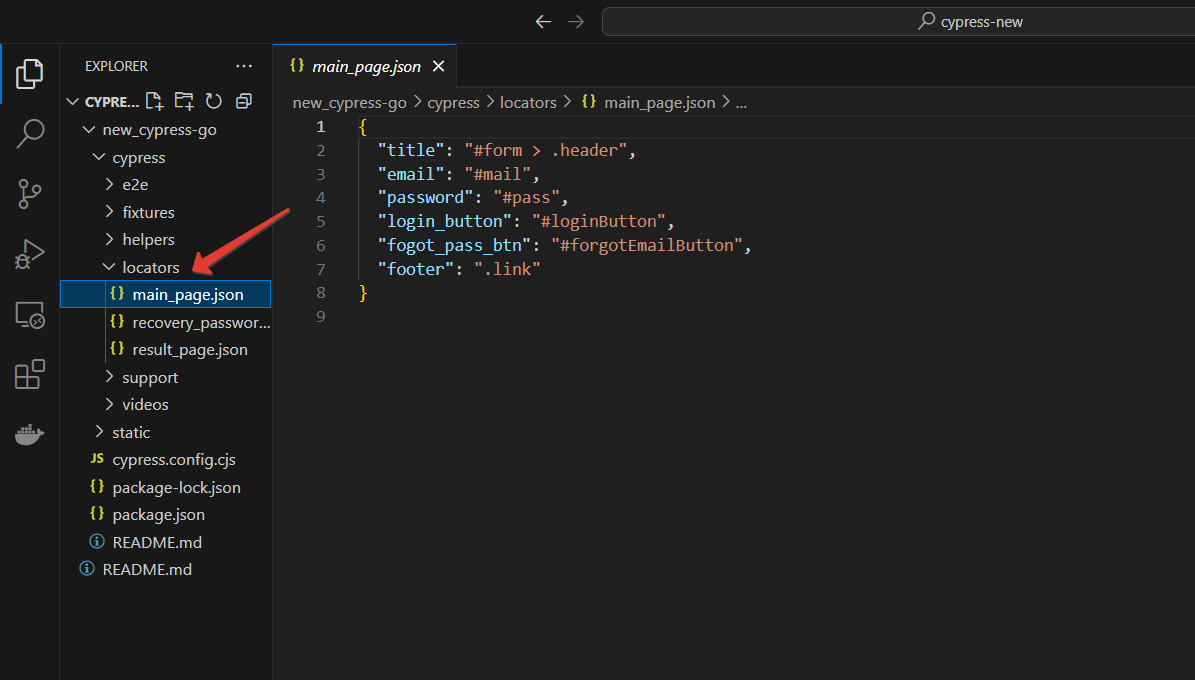 cypress-new
EXPLORER
CYPRE...
new_cypress-go
cypress
e2e
fixtures
helpers
locators
{} main_page.json
{} recovery_passwor...
{} result_page.json
support
videos
static
JS cypress.config.cjs
{} package-lock.json
{} package.json
README.md
README.md
{} main_page.json
new_cypress-go > cypress > locators > {} main_page.json > ...
1 {
2 "title": "#form > .header",
3 "email": "#mail",
4 "password": "#pass",
5 "login_button": "#loginButton",
6 "fogot_pass_btn": "#forgotEmailButton",
7 "footer": ".link"
8 }
9